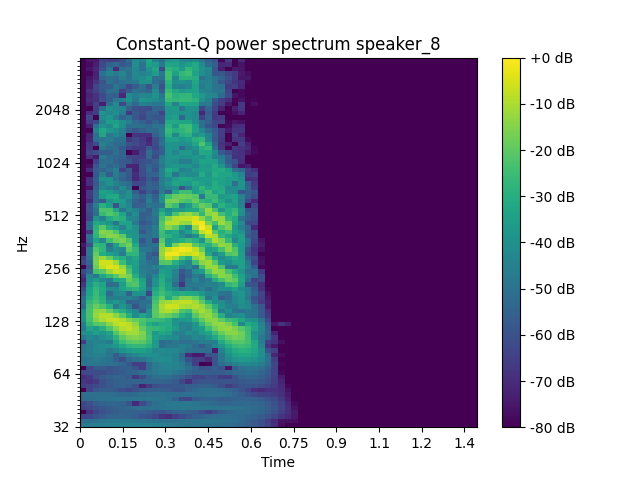 Constant-Q power spectrum speaker_8
Hz
2048
1024
512
256
128
64
32
0 0.15 0.3 0.45 0.6 0.75 0.9 1.1 1.2 1.4
Time
+0 dB
-10 dB
-20 dB
-30 dB
-40 dB
-50 dB
-60 dB
-70 dB
-80 dB